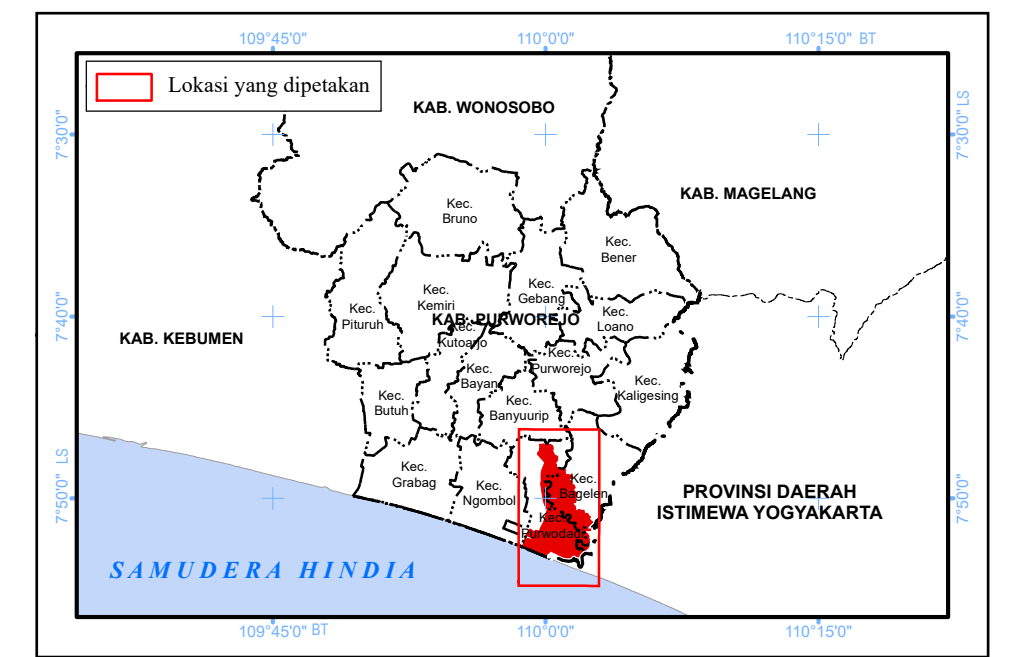 109°45'0"
110°0'0"
110°15'0" BT
Lokasi yang dipetakan
KAB. WONOSOBO
7°30'0"
7°30'0" LS
KAB. MAGELANG
Kec.
Bruno
Kec.
Bener
Kec.
Gebang
Kec.
Kemiri
Kec.
Pituruh
Kec.
Loano
7°40'0"
7°40'0"
KAB. PURWOREJO
KAB. KEBUMEN
Kec.
Kutoarjo
Kec.
Purworejo
Kec.
Bayan
Kec.
Kaligesing
Kec.
Butuh
Kec.
Banyuurip
Kec.
Grabag
Kec.
Ngombol
Kec.
Bagelen
7°50'0" LS
7°50'0"
PROVINSI DAERAH
ISTIMEWA YOGYAKARTA
Kec.
Purwodadi
SAMUDERA HINDIA
109°45'0" BT
110°0'0"
110°15'0"